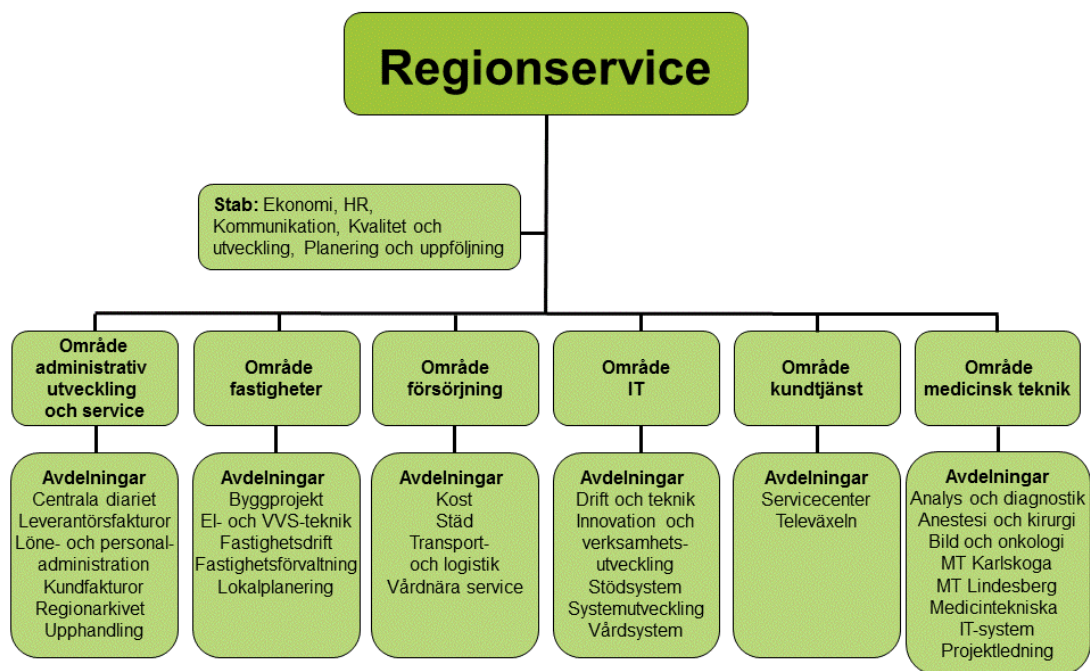 Regionservice
Stab: Ekonomi, HR,
Kommunikation, Kvalitet och
utveckling, Planering och uppföljning
Område
administrativ
utveckling
och service
Område
fastigheter
Område
försörjning
Område
IT
Område
kundtjänst
Område
medicinsk teknik
Avdelningar
Centrala diariet
Leverantörsfakturor
Löne- och personal-
administration
Kundfakturor
Regionarkivet
Upphandling
Avdelningar
Byggprojekt
El- och VVS-teknik
Fastighetsdrift
Fastighetsförvaltning
Lokalplanering
Avdelningar
Kost
Städ
Transport-
och logistik
Vårdnära service
Avdelningar
Drift och teknik
Innovation och
verksamhets-
utveckling
Stödsystem
Systemutveckling
Vårdsystem
Avdelningar
Servicecenter
Televäxeln
Avdelningar
Analys och diagnostik
Anestesi och kirurgi
Bild och onkologi
MT Karlskoga
MT Lindesberg
Medicintekniska
IT-system
Projektledning